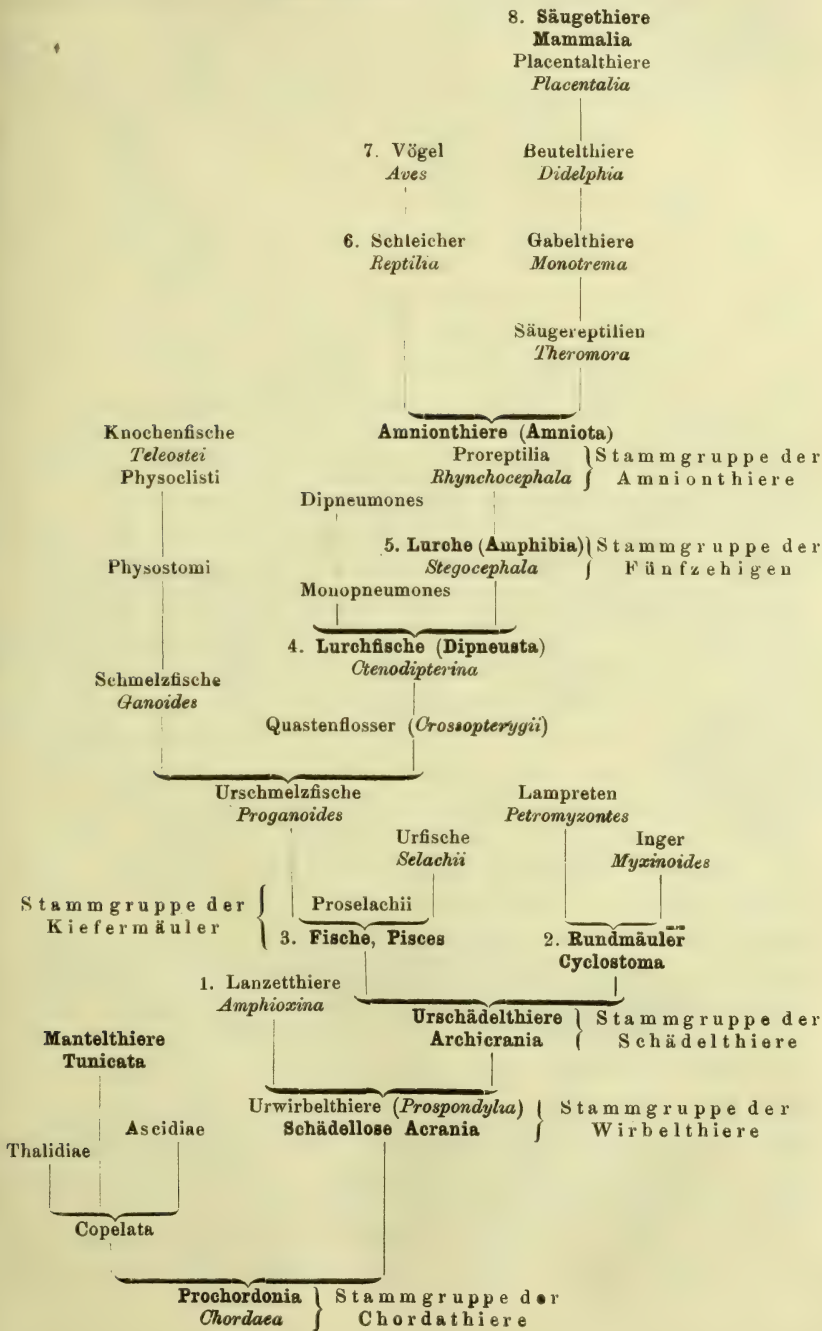 8. Säugethiere
Mammalia
Placentalthiere
Placentalia
7. Vögel
Aves
Beutelthiere
Didelphia
6. Schleicher
Reptilia
Gabelthiere
Monotrema
Säugereptilien
Theromora
Knochenfische
Teleostei
Physoclisti
Amnionthiere (Amniota)
Proreptilia } Stammgruppe der
Rhynchocephala } Amnionthiere
Dipneumones
5. Lurche (Amphibia) } Stammgruppe der
Stegocephala } Fünfzehigen
Physostomi
Monopneumones
4. Lurchfische (Dipneusta)
Ctenodipterina
Schmelzfische
Ganoides
Quastenflosser (Crossopterygii)
Urschmelzfische
Proganoides
Lampreten
Petromyzontes
Urfische
Selachii
Inger
Myxinoides
Stammgruppe der
Kiefermäuler
Proselachii
3. Fische, Pisces
2. Rundmäuler
Cyclostoma
1. Lanzetthiere
Amphioxina
Urschädelthiere } Stammgruppe der
Archicrania } Schädelthiere
Mantelthiere
Tunicata
Urwirbelthiere (Prospondylia) } Stammgruppe der
Schädellose Acrania } Wirbelthiere
Ascidiae
Thalidiae
Copelata
Prochordonia } Stammgruppe der
Chordaea } Chordathiere